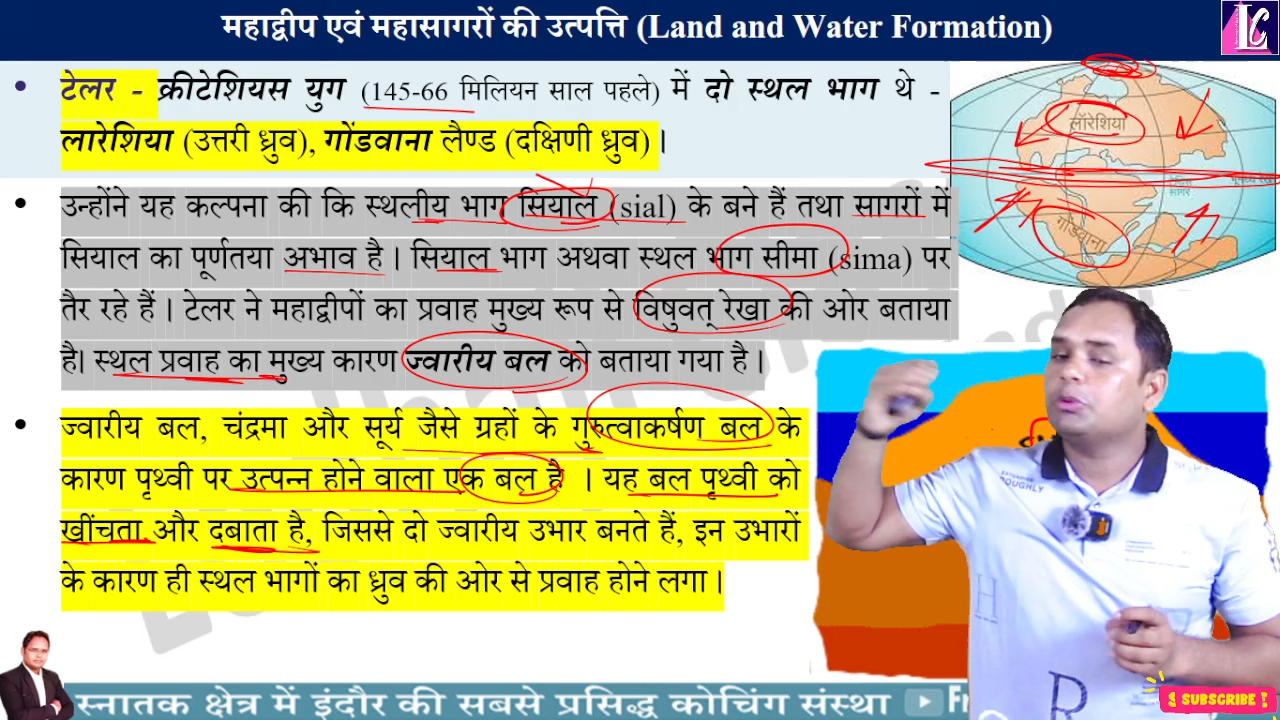 महाद्वीप एवं महासागरों की उत्पत्ति (Land and Water Formation)
LC
• टेलर - क्रीटेशियस युग (145-66 मिलियन साल पहले) में दो स्थल भाग थे -
लारेशिया (उत्तरी ध्रुव), गोंडवाना लैण्ड (दक्षिणी ध्रुव)।
लॉरेशिया
गोंडवाना
• उन्होंने यह कल्पना की कि स्थलीय भाग सियाल (sial) के बने हैं तथा सागरों में
सियाल का पूर्णतया अभाव है। सियाल भाग अथवा स्थल भाग सीमा (sima) पर
तैर रहे हैं। टेलर ने महाद्वीपों का प्रवाह मुख्य रूप से विषुवत् रेखा की ओर बताया
है। स्थल प्रवाह का मुख्य कारण ज्वारीय बल को बताया गया है।
• ज्वारीय बल, चंद्रमा और सूर्य जैसे ग्रहों के गुरुत्वाकर्षण बल के
कारण पृथ्वी पर उत्पन्न होने वाला एक बल है । यह बल पृथ्वी को
खींचता और दबाता है, जिससे दो ज्वारीय उभार बनते हैं, इन उभारों
के कारण ही स्थल भागों का ध्रुव की ओर से प्रवाह होने लगा।
ROUGHLY
H
R
स्नातक क्षेत्र में इंदौर की सबसे प्रसिद्ध कोचिंग संस्था Fr
SUBSCRIBE